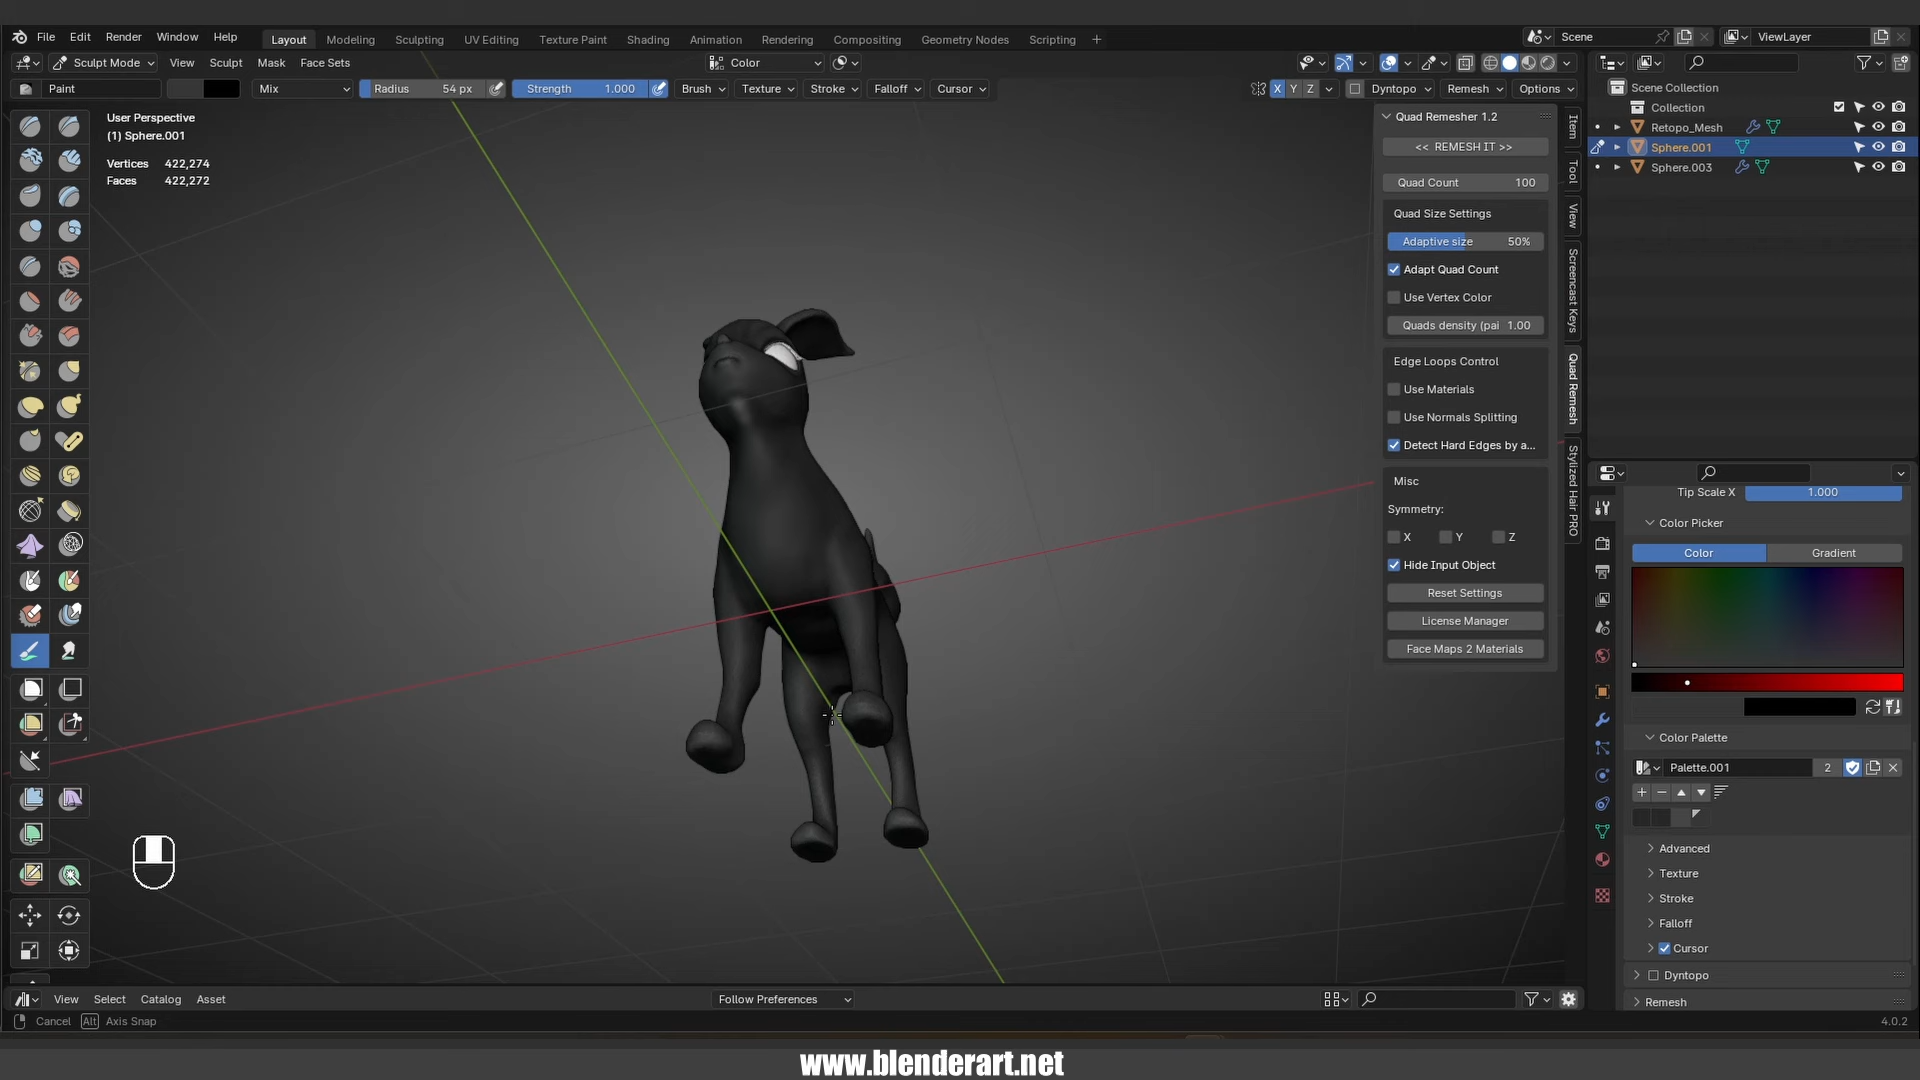 File Edit Render Window Help
Layout Modeling Sculpting UV Editing Texture Paint Shading Animation Rendering Compositing Geometry Nodes Scripting +
Scene ViewLayer
Sculpt Mode View Sculpt Mask Face Sets Color
Paint Mix Radius 54 px Strength 1.000 Brush Texture Stroke Falloff Cursor X Y Z Dyntopo Remesh Options
User Perspective
(1) Sphere.001
Vertices 422,274
Faces 422,272
Quad Remesher 1.2
<< REMESH IT >>
Quad Count 100
Quad Size Settings
Adaptive size 50%
Adapt Quad Count
Use Vertex Color
Quads density (pai 1.00
Edge Loops Control
Use Materials
Use Normals Splitting
Detect Hard Edges by a...
Misc
Symmetry:
X Y Z
Hide Input Object
Reset Settings
License Manager
Face Maps 2 Materials
Item
Tool
View
Screencast Keys
Quad Remesh
Stylized Hair PRO
Scene Collection
Collection
Retopo_Mesh
Sphere.001
Sphere.003
Tip Scale X 1.000
Color Picker
Color Gradient
Color Palette
Palette.001 2
Advanced
Texture
Stroke
Falloff
Cursor
Dyntopo
Remesh
View Select Catalog Asset Follow Preferences
Cancel Alt Axis Snap 4.0.2
www.blenderart.net